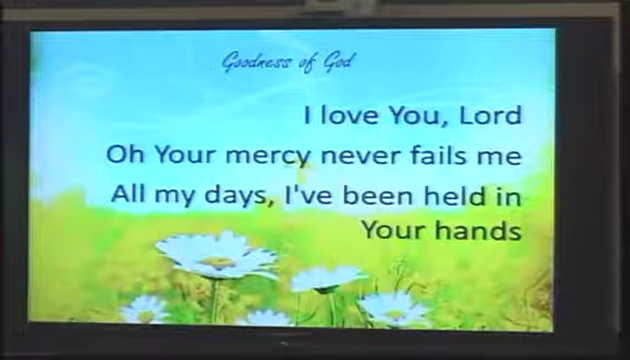 Goodness of God
I love You, Lord
Oh Your mercy never fails me
All my days, I've been held in
Your hands